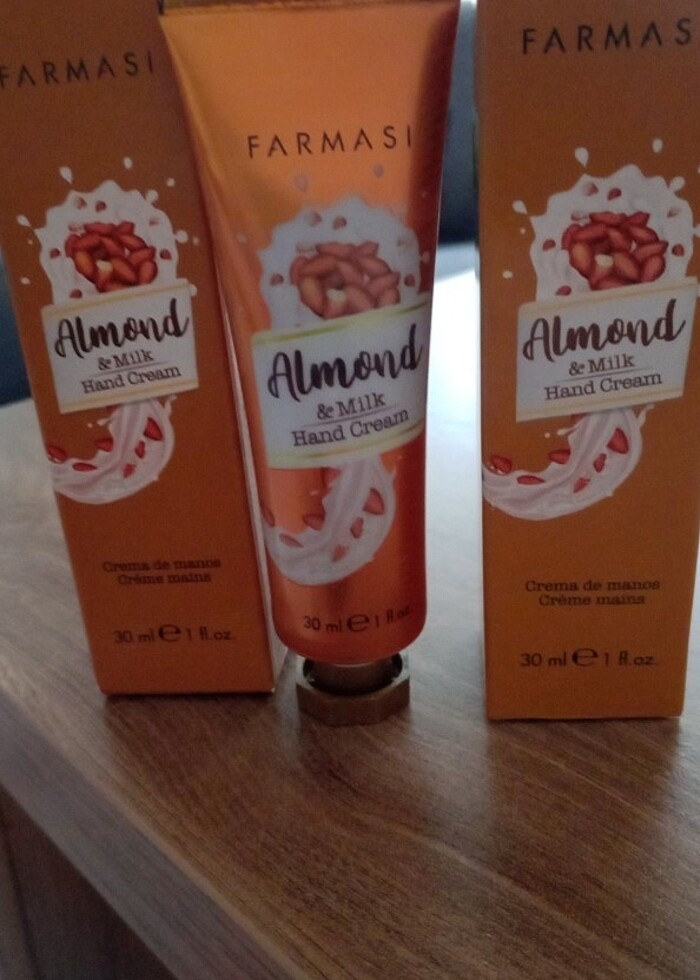 FARMASI
Almond
& Milk
Hand Cream
Crema de manos
Crème mains
30 ml e 1 fl.oz.
FARMASI
Almond
& Milk
Hand Cream
30 ml e 1 fl.oz.
FARMAS
Almond
& Milk
Hand Cream
Crema de manos
Crème mains
30 ml e 1 fl.oz.